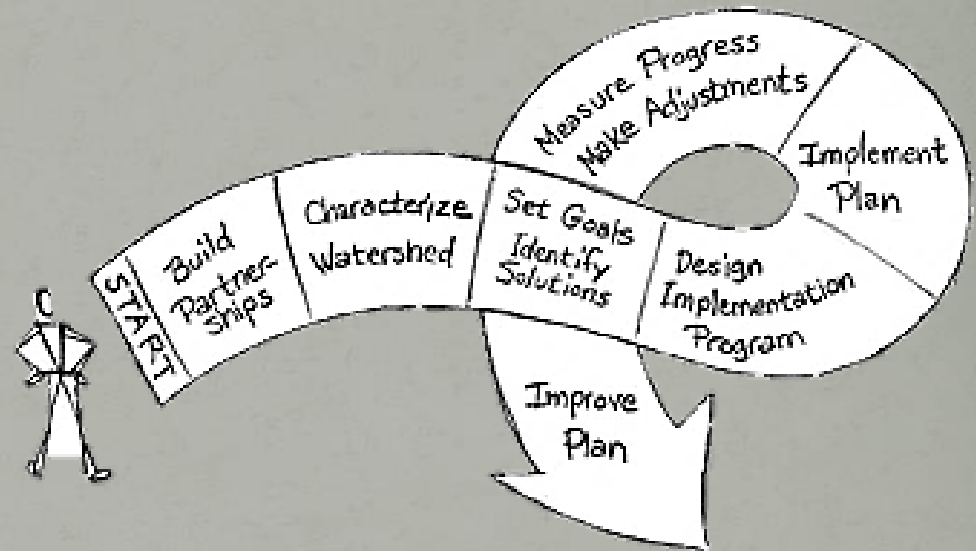 START
Build
Partner-
ships
Characterize
Watershed
Set Goals
Identify
Solutions
Design
Implementation
Program
Implement
Plan
Measure Progress
Make Adjustments
Improve
Plan